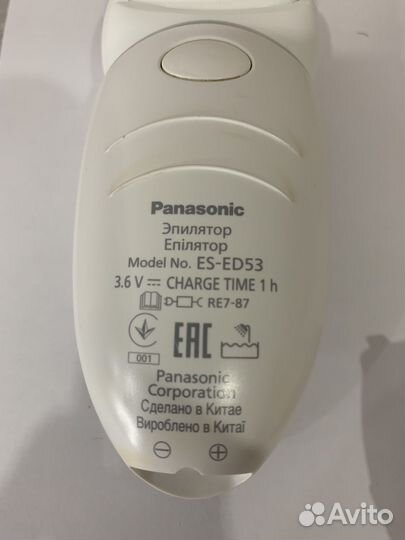 Panasonic
Эпилятор
Епілятор
Model No. ES-ED53
3.6 V ⎓ CHARGE TIME 1 h
RE7-87
001
EAC
Panasonic
Corporation
Сделано в Китае
Вироблено в Китаї
⊖ ⊕
Avito